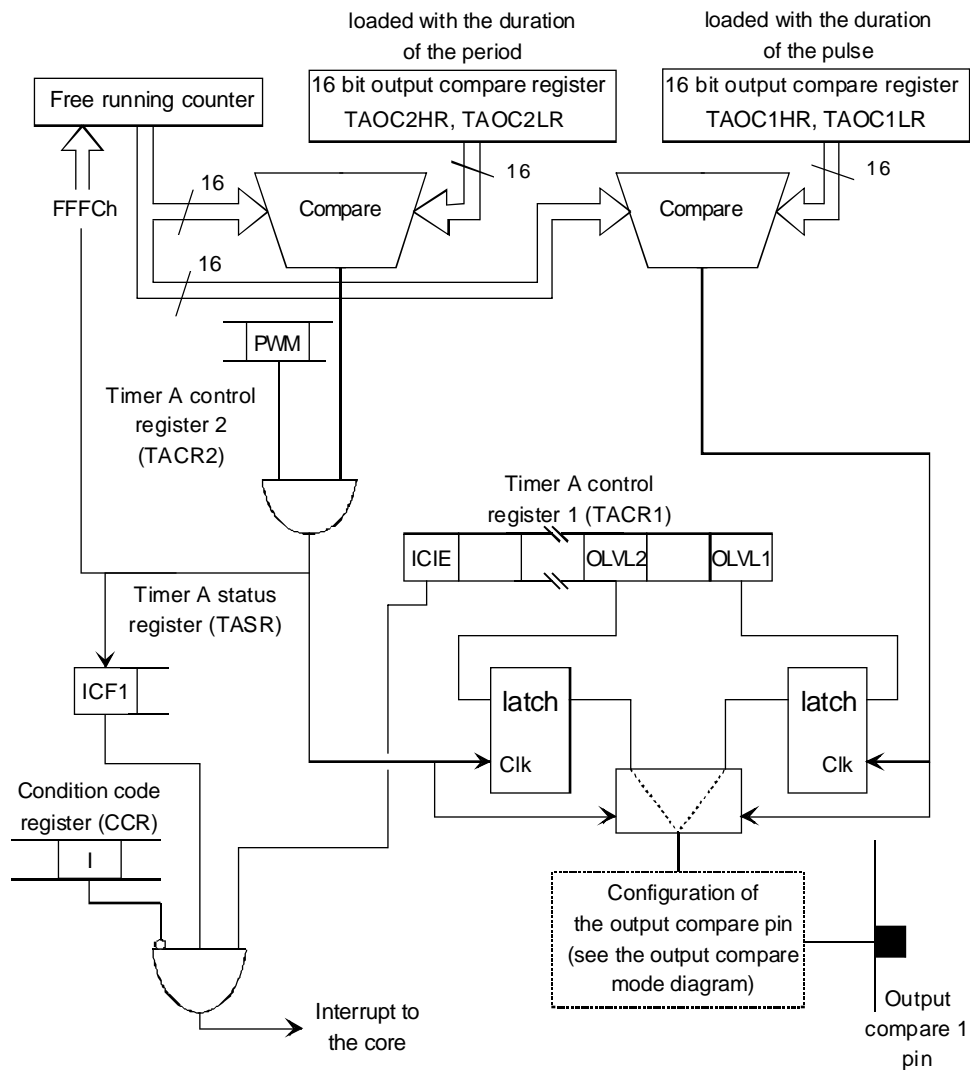 loaded with the duration
of the period
loaded with the duration
of the pulse
Free running counter
16 bit output compare register
TAOC2HR, TAOC2LR
16 bit output compare register
TAOC1HR, TAOC1LR
16
16
16
FFFCh
Compare
Compare
16
PWM
Timer A control
register 2
(TACR2)
Timer A control
register 1 (TACR1)
ICIE
OLVL2
OLVL1
Timer A status
register (TASR)
ICF1
latch
Clk
latch
Clk
Condition code
register (CCR)
I
Configuration of
the output compare pin
(see the output compare
mode diagram)
Interrupt to
the core
Output
compare 1
pin